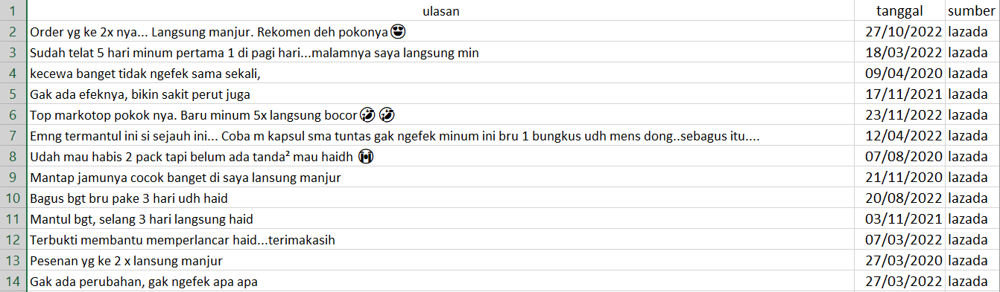 1 ulasan tanggal sumber
2 Order yg ke 2x nya... Langsung manjur. Rekomen deh pokonya😍 27/10/2022 lazada
3 Sudah telat 5 hari minum pertama 1 di pagi hari...malamnya saya langsung min 18/03/2022 lazada
4 kecewa banget tidak ngefek sama sekali, 09/04/2020 lazada
5 Gak ada efeknya, bikin sakit perut juga 17/11/2021 lazada
6 Top markotop pokok nya. Baru minum 5x langsung bocor🤣🤣 23/11/2022 lazada
7 Emng termantul ini si sejauh ini... Coba m kapsul sma tuntas gak ngefek minum ini bru 1 bungkus udh mens dong..sebagus itu.... 12/04/2022 lazada
8 Udah mau habis 2 pack tapi belum ada tanda² mau haidh 😭 07/08/2020 lazada
9 Mantap jamunya cocok banget di saya lansung manjur 21/11/2020 lazada
10 Bagus bgt bru pake 3 hari udh haid 20/08/2022 lazada
11 Mantul bgt, selang 3 hari langsung haid 03/11/2021 lazada
12 Terbukti membantu memperlancar haid...terimakasih 07/03/2022 lazada
13 Pesenan yg ke 2 x lansung manjur 27/03/2020 lazada
14 Gak ada perubahan, gak ngefek apa apa 27/03/2022 lazada